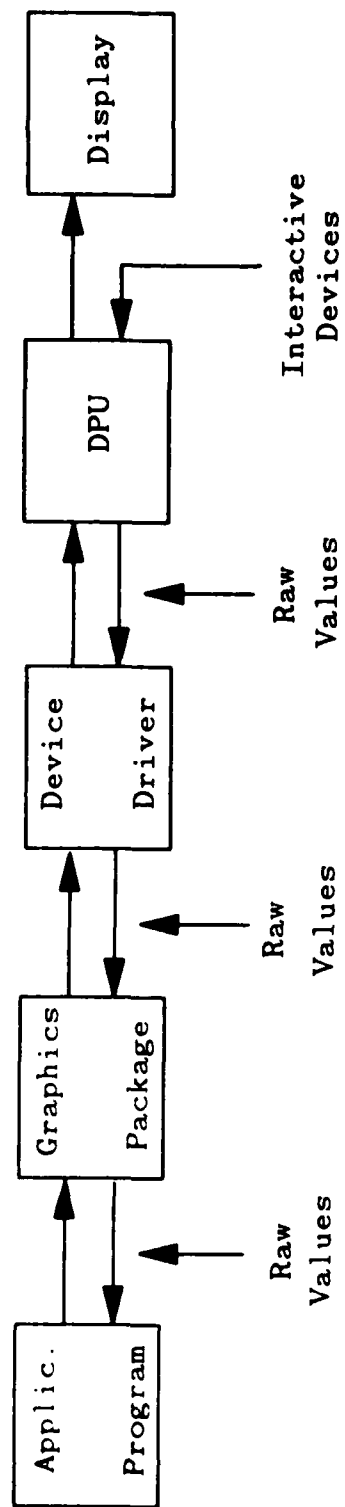 Applic.
Program
Graphics
Package
Device
Driver
DPU
Display
Raw
Values
Raw
Values
Raw
Values
Interactive
Devices